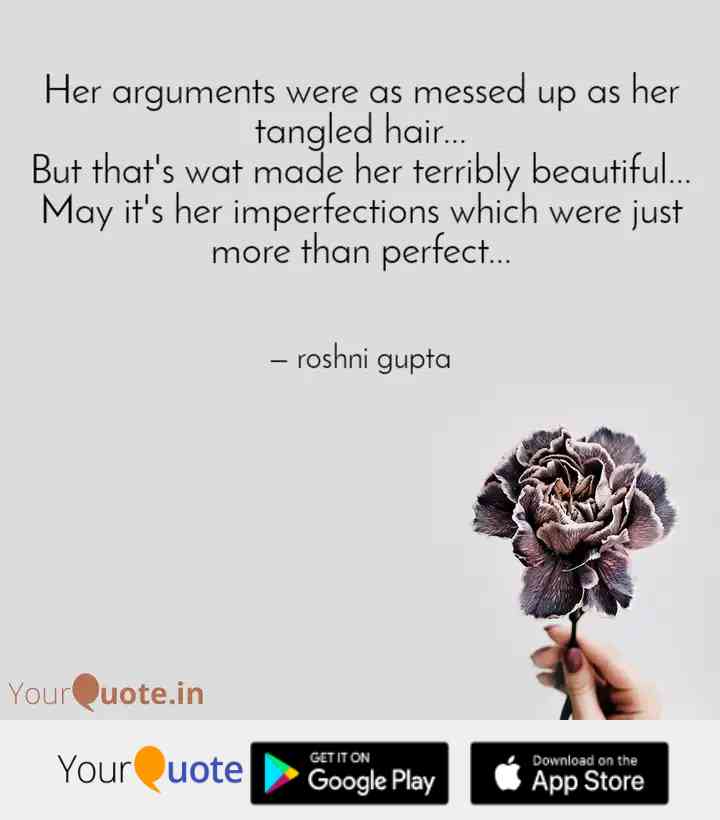 Her arguments were as messed up as her
tangled hair...
But that's wat made her terribly beautiful...
May it's her imperfections which were just
more than perfect...
– roshni gupta
YourQuote.in
YourQuote
GET IT ON
Google Play
Download on the
App Store